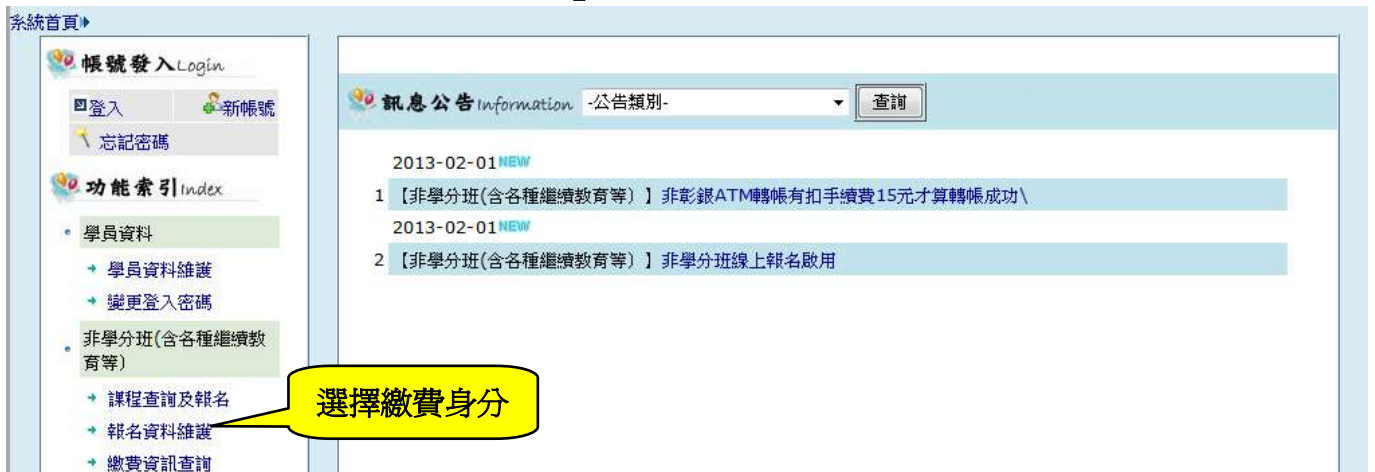 系統首頁
帳號登入Login
登入 新帳號
忘記密碼
功能索引Index
學員資料
學員資料維護
變更登入密碼
非學分班(含各種繼續教
育等)
課程查詢及報名
報名資料維護
繳費資訊查詢
選擇繳費身分
訊息公告Information -公告類別- 查詢
2013-02-01NEW
1 【非學分班(含各種繼續教育等) 】非彰銀ATM轉帳有扣手續費15元才算轉帳成功\
2013-02-01NEW
2 【非學分班(含各種繼續教育等) 】非學分班線上報名啟用